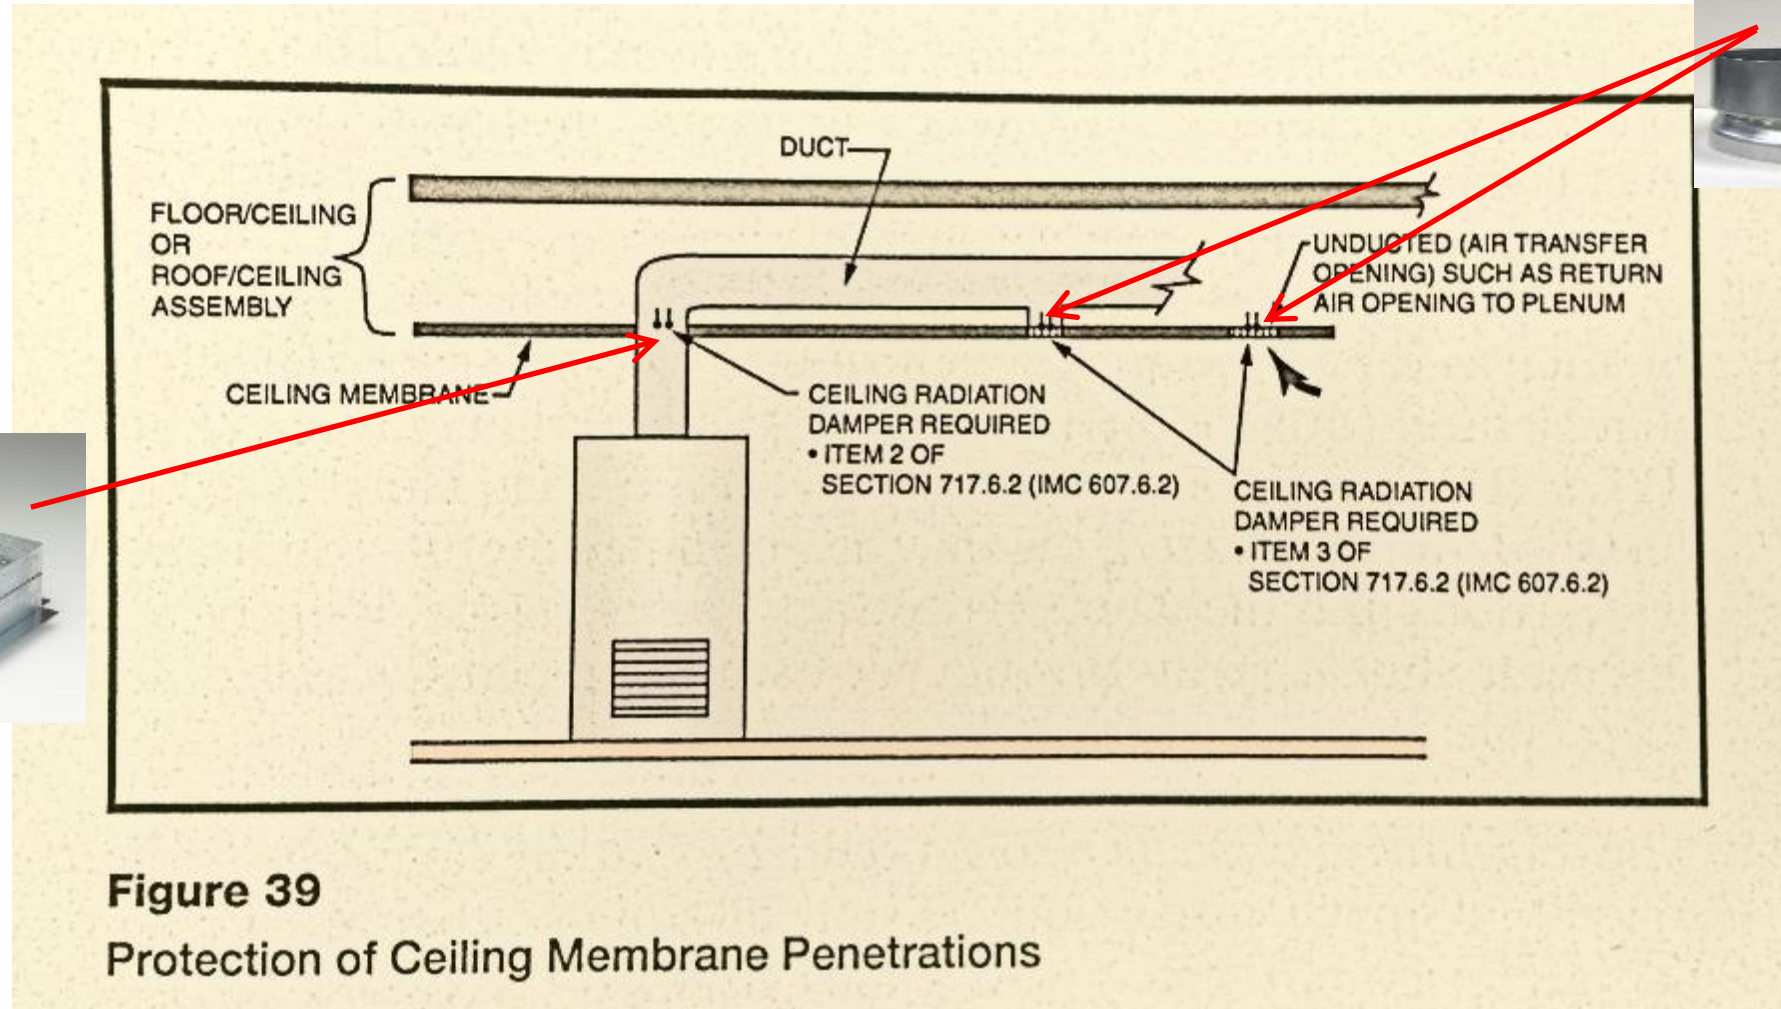 DUCT
FLOOR/CEILING
OR
ROOF/CEILING
ASSEMBLY
UNDUCTED (AIR TRANSFER
OPENING) SUCH AS RETURN
AIR OPENING TO PLENUM
CEILING MEMBRANE
CEILING RADIATION
DAMPER REQUIRED
• ITEM 2 OF
SECTION 717.6.2 (IMC 607.6.2)
CEILING RADIATION
DAMPER REQUIRED
• ITEM 3 OF
SECTION 717.6.2 (IMC 607.6.2)
Figure 39
Protection of Ceiling Membrane Penetrations